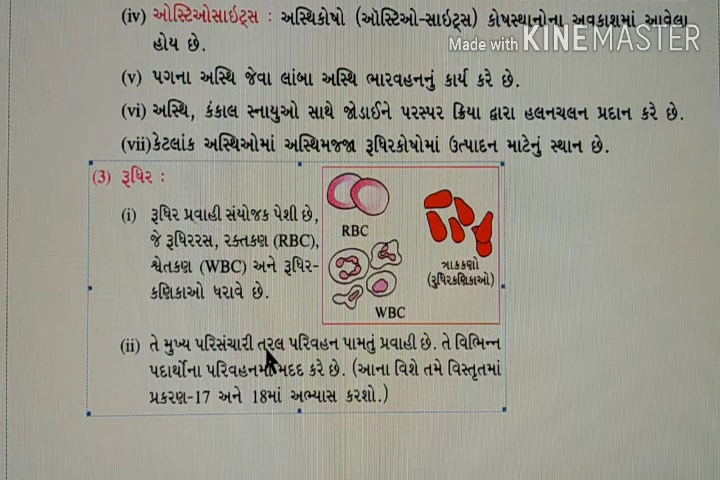 (iv) ઓસ્ટિઓસાઇટ્સ : અસ્થિકોષો (ઑસ્ટિઓ-સાઇટ્સ) કોષસ્થાનોના અવકાશમાં આવેલા
હોય છે.
Made with KINEMASTER
(v) પગના અસ્થિ જેવા લાંબા અસ્થિ ભારવહનનું કાર્ય કરે છે.
(vi) અસ્થિ, કંકાલ સ્નાયુઓ સાથે જોડાઈને પરસ્પર ક્રિયા દ્વારા હલનચલન પ્રદાન કરે છે.
(vii) કેટલાંક અસ્થિઓમાં અસ્થિમજ્જા રુધિરકોષોમાં ઉત્પાદન માટેનું સ્થાન છે.
(3) રુધિર :
(i) રુધિર પ્રવાહી સંયોજક પેશી છે,
જે રુધિરરસ, રક્તકણ (RBC),
શ્વેતકણ (WBC) અને રુધિર-
કણિકાઓ ધરાવે છે.
RBC
ત્રાકકણો
(રુધિરકણિકાઓ)
WBC
(ii) તે મુખ્ય પરિસંચારી તરલ પરિવહન પામતું પ્રવાહી છે. તે વિભિન્ન
પદાર્થોના પરિવહનમાં મદદ કરે છે. (આના વિશે તમે વિસ્તૃતમાં
પ્રકરણ-17 અને 18માં અભ્યાસ કરશો.)